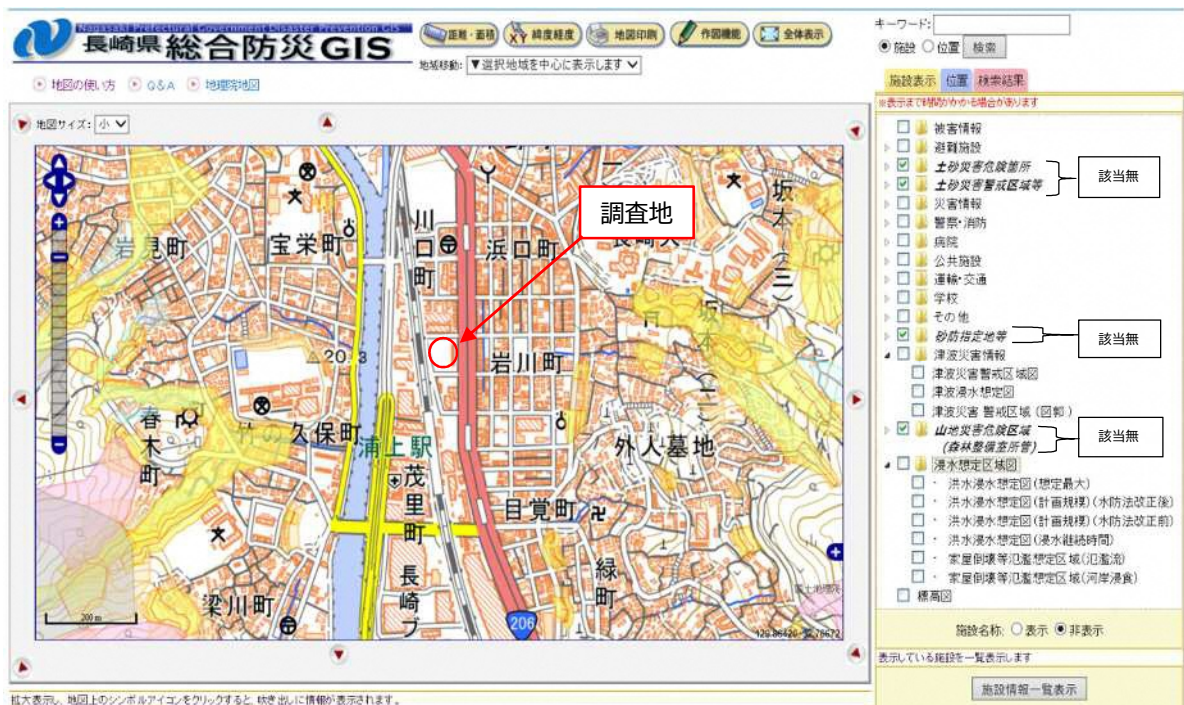 Nagasaki Prefectural Government Disaster Prevention GIS
長崎県総合防災GIS
距離・面積
XY 緯度経度
地図印刷
作図機能
全体表示
地域移動: ▼選択地域を中心に表示します
地図の使い方
Q&A
地理院地図
キーワード:
施設 位置 検索
施設表示 位置 検索結果
※表示まで時間がかかる場合があります
地図サイズ: 小
被害情報
避難施設
土砂災害危険箇所
土砂災害警戒区域等
該当無
災害情報
警察・消防
病院
公共施設
運輸・交通
学校
その他
砂防指定地等
該当無
津波災害情報
津波災害警戒区域図
津波浸水想定図
津波災害 警戒区域(図郭)
山地災害危険区域
(森林整備室所管)
該当無
浸水想定区域図
洪水浸水想定図(想定最大)
洪水浸水想定図(計画規模)(水防法改正後)
洪水浸水想定図(計画規模)(水防法改正前)
洪水浸水想定図(浸水継続時間)
家屋倒壊等氾濫想定区域(氾濫流)
家屋倒壊等氾濫想定区域(河岸浸食)
標高図
施設名称: 表示 非表示
表示している施設を一覧表示します
施設情報一覧表示
調査地
岩見町
宝栄町
川口町
浜口町
坂本(三)
岩川町
春木町
久保町
浦上駅
茂里町
外人墓地
目覚町
緑町
梁川町
長崎ブ
206
200 m
拡大表示し、地図上のシンボルアイコンをクリックすると、吹き出しに情報が表示されます。